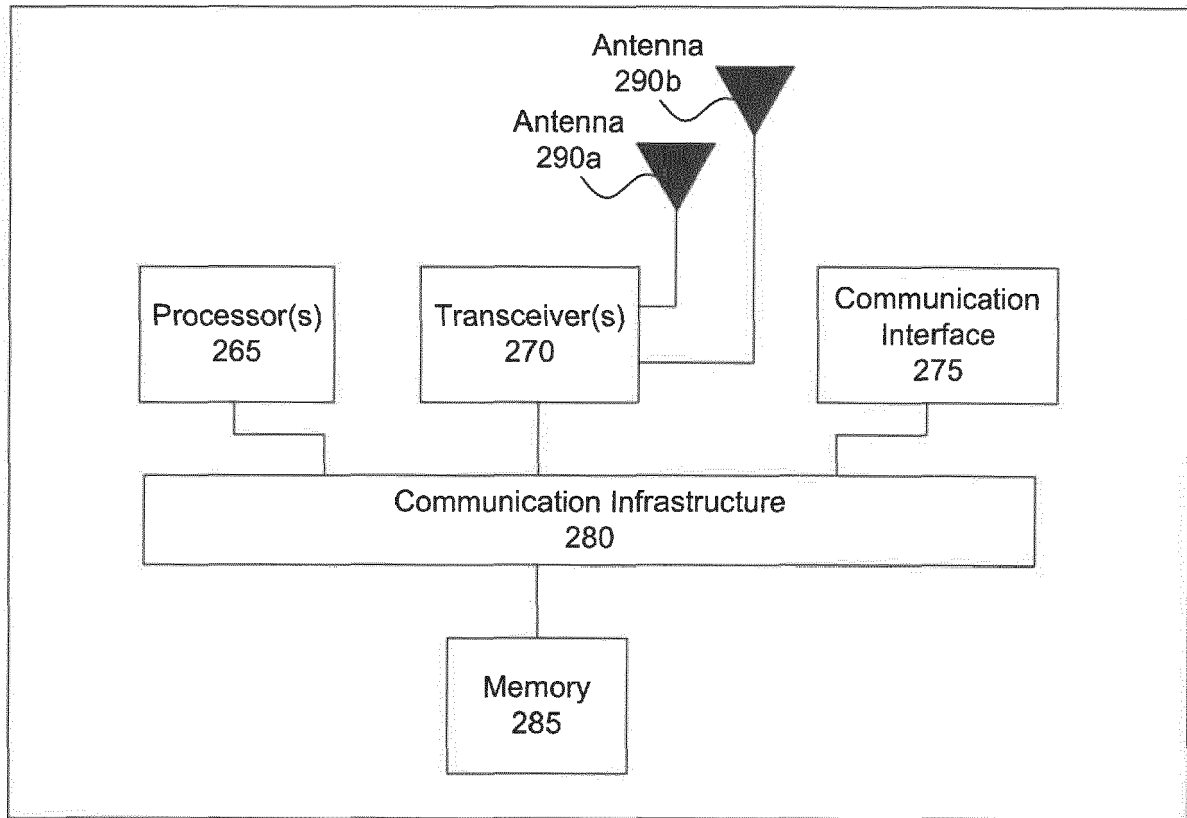 Antenna
290b
Antenna
290a
Processor(s)
265
Transceiver(s)
270
Communication
Interface
275
Communication Infrastructure
280
Memory
285